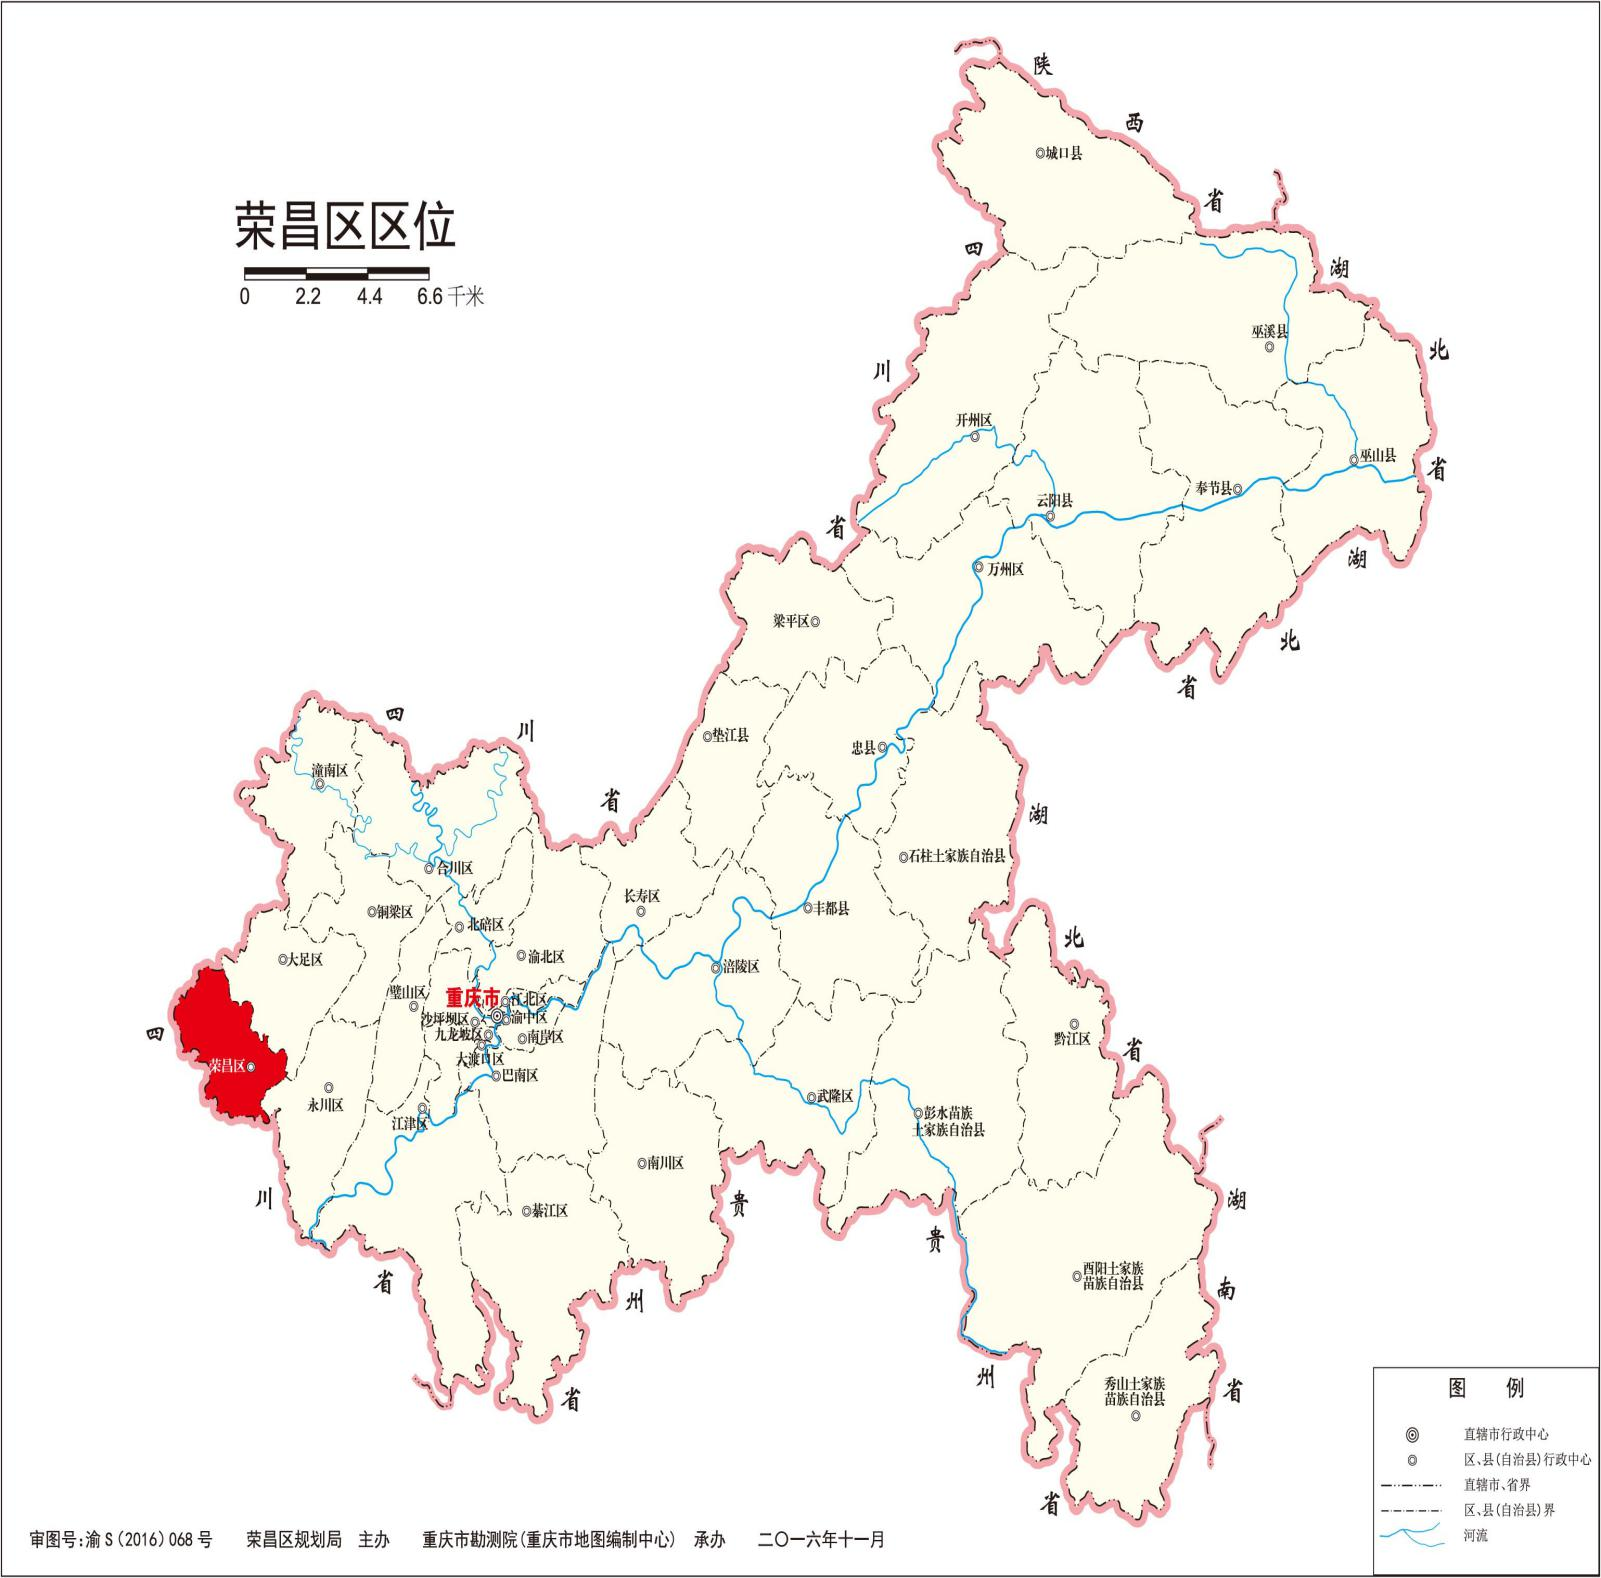 陕
西
省
城口县
荣昌区区位
0 2.2 4.4 6.6 千米
四
湖
川
巫溪县
北
开州区
巫山县
省
奉节县
云阳县
省
湖
万州区
梁平区
北
省
四
川
垫江县
忠县
潼南区
省
湖
石柱土家族自治县
合川区
长寿区
铜梁区
丰都县
北碚区
北
大足区
渝北区
涪陵区
璧山区
重庆市
江北区
沙坪坝区
渝中区
四
九龙坡区
南岸区
黔江区
省
大渡口区
荣昌区
巴南区
永川区
武隆区
江津区
彭水苗族
土家族自治县
南川区
川
贵
湖
綦江区
贵
酉阳土家族
苗族自治县
省
南
州
州
秀山土家族
苗族自治县
省
省
省
图 例
直辖市行政中心
区、县(自治县)行政中心
直辖市、省界
区、县(自治县)界
河流
审图号:渝S(2016)068号 荣昌区规划局 主办 重庆市勘测院(重庆市地图编制中心) 承办 二〇一六年十一月